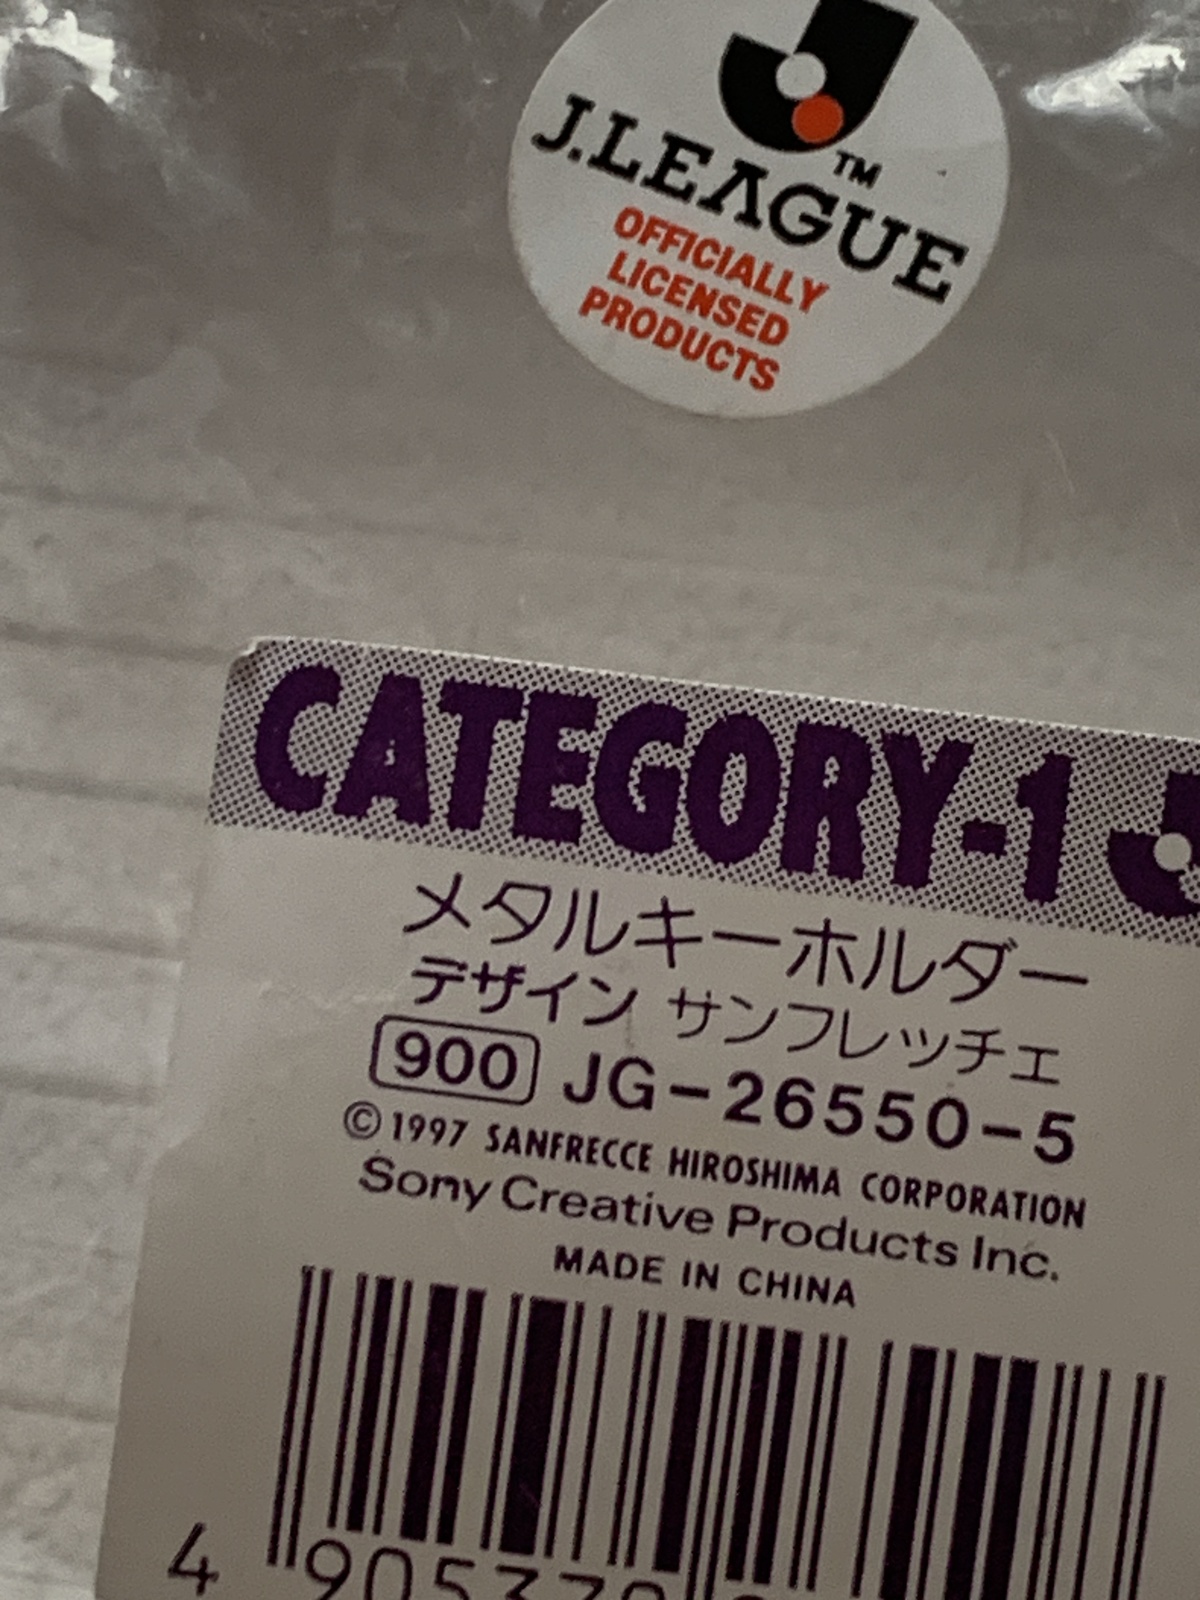 J.LEAGUE
TM
OFFICIALLY
LICENSED
PRODUCTS
CATEGORY-1
メタルキーホルダー
デザイン サンフレッチェ
900 JG-26550-5
©1997 SANFRECCE HIROSHIMA CORPORATION
Sony Creative Products Inc.
MADE IN CHINA
4 905370